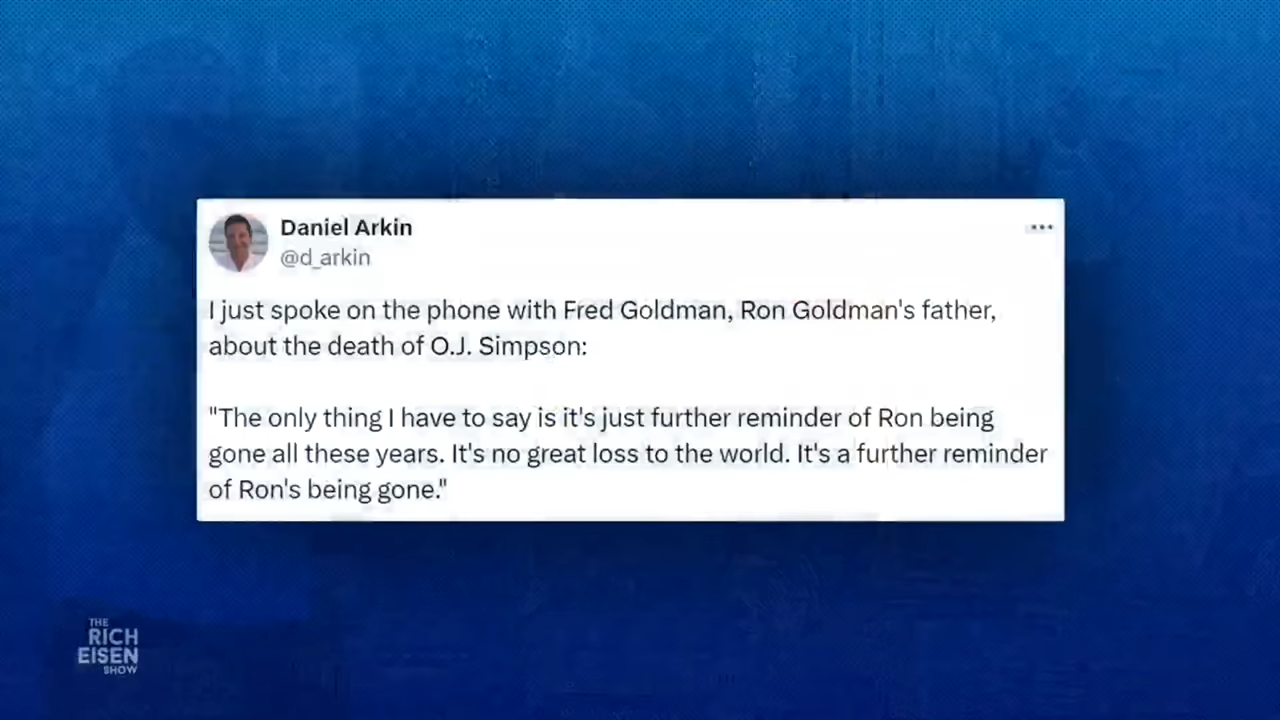 Daniel Arkin
@d_arkin
I just spoke on the phone with Fred Goldman, Ron Goldman's father,
about the death of O.J. Simpson:
"The only thing I have to say is it's just further reminder of Ron being
gone all these years. It's no great loss to the world. It's a further reminder
of Ron's being gone."
THE
RICH
EISEN
SHOW